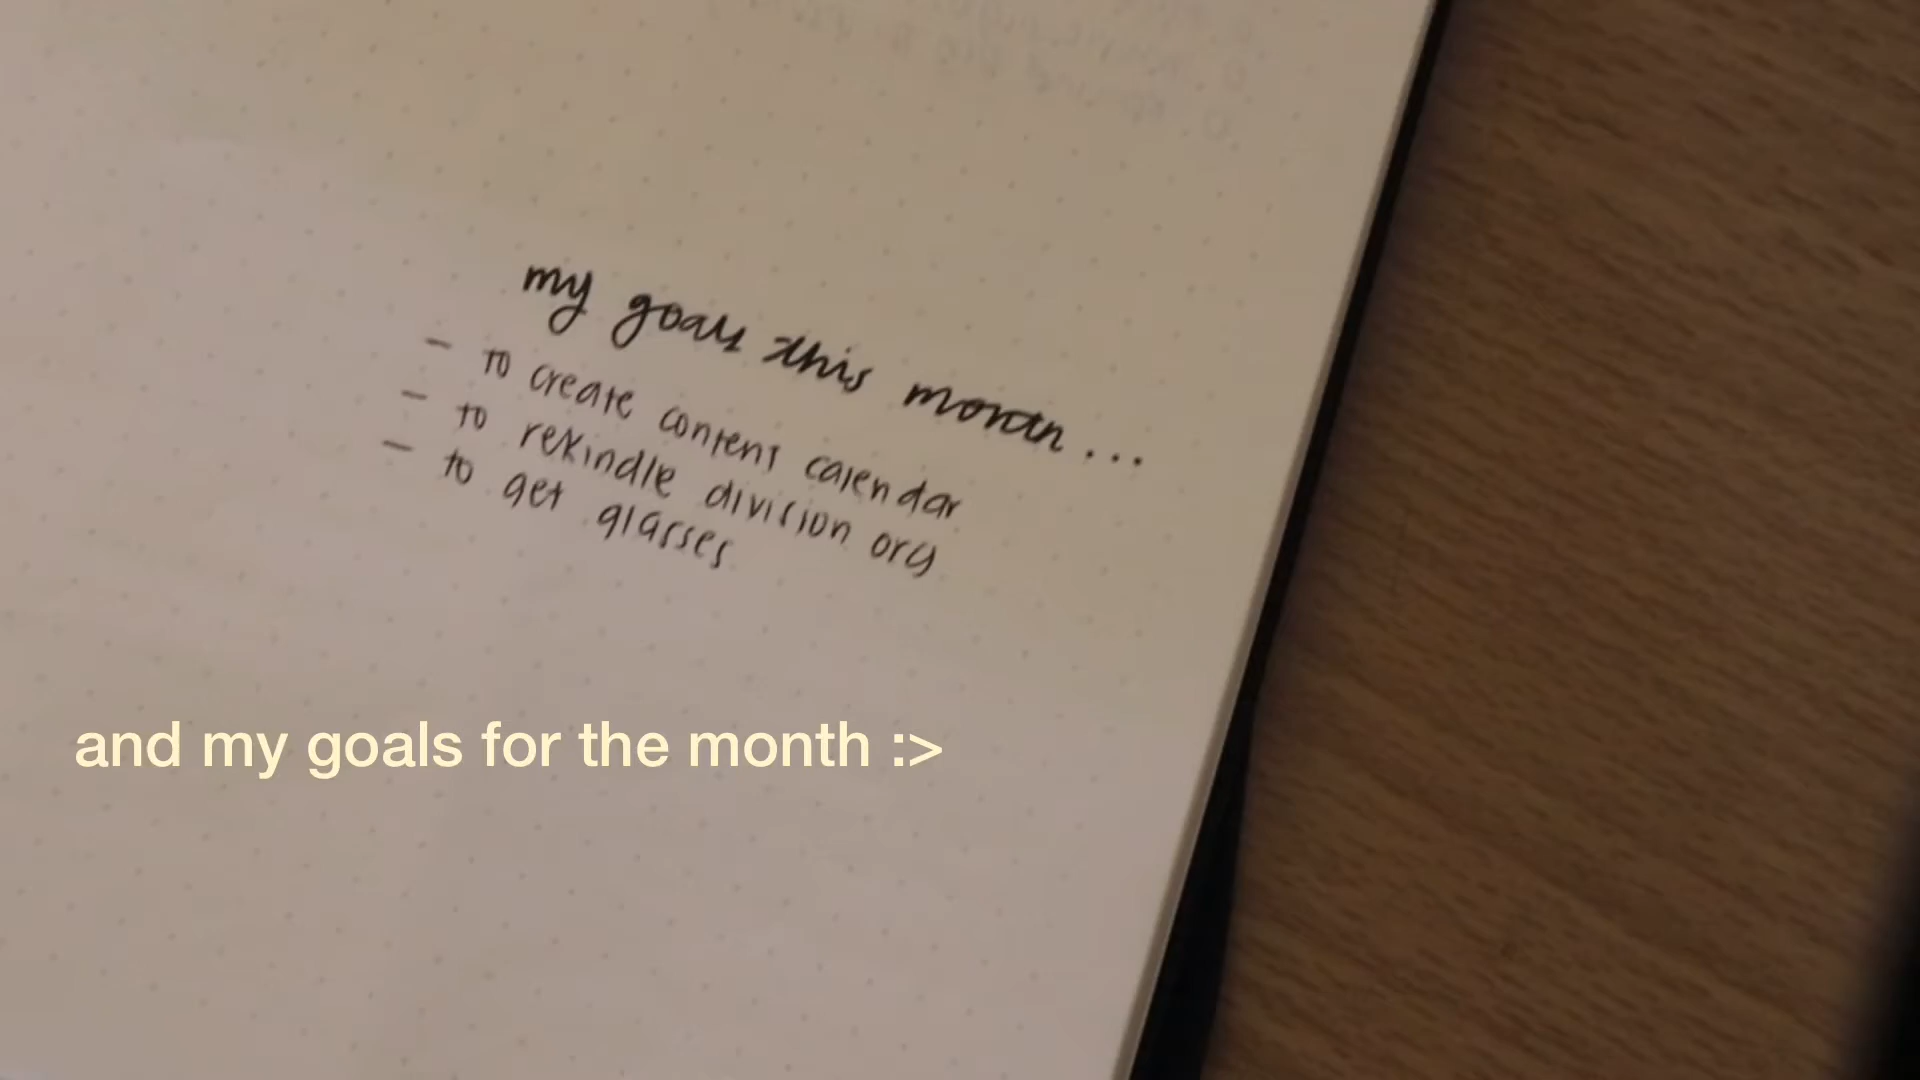 my goals this month...
- to create content calendar
- to rekindle division org
- to get glasses
and my goals for the month :>